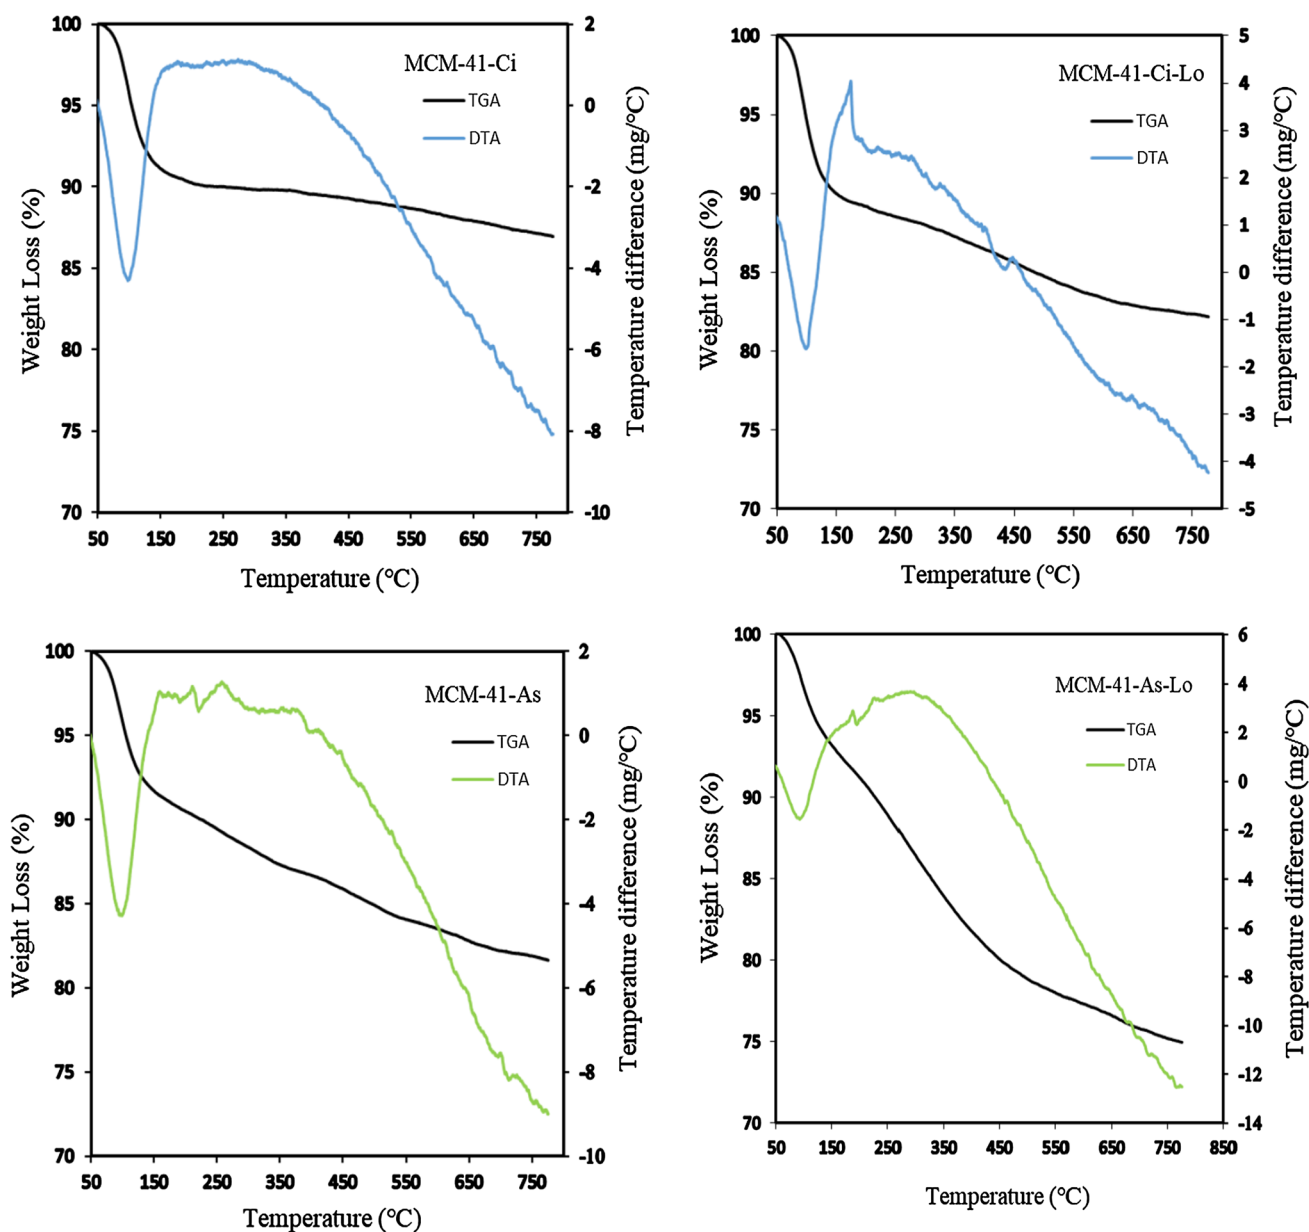 MCM-41-Ci
TGA
DTA
100
95
90
85
80
75
70
Weight Loss (%)
2
0
-2
-4
-6
-8
-10
Temperature difference (mg/°C)
50 150 250 350 450 550 650 750
Temperature (°C)
MCM-41-Ci-Lo
TGA
DTA
100
95
90
85
80
75
70
Weight Loss (%)
5
4
3
2
1
0
-1
-2
-3
-4
-5
Temperature difference (mg/°C)
50 150 250 350 450 550 650 750
Temperature (°C)
MCM-41-As
TGA
DTA
100
95
90
85
80
75
70
Weight Loss (%)
2
0
-2
-4
-6
-8
-10
Temperature difference (mg/°C)
50 150 250 350 450 550 650 750
Temperature (°C)
MCM-41-As-Lo
TGA
DTA
100
95
90
85
80
75
70
Weight Loss (%)
6
4
2
0
-2
-4
-6
-8
-10
-12
-14
Temperature difference (mg/°C)
50 150 250 350 450 550 650 750 850
Temperature (°C)